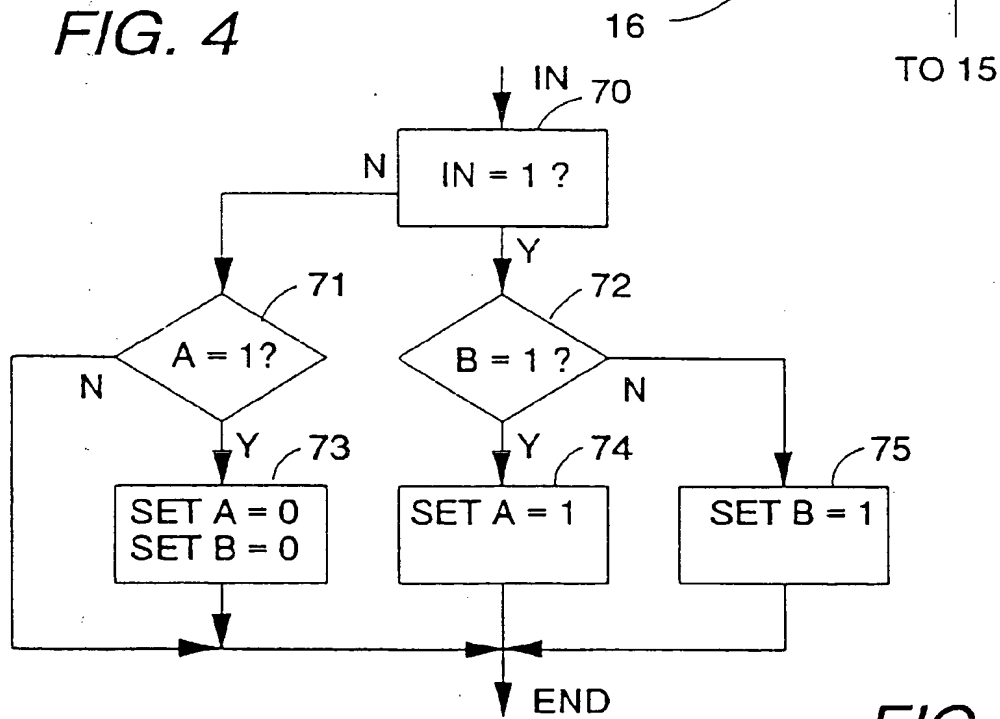 FIG. 4
16
TO 15
IN
70
IN = 1 ?
N
Y
71
72
A = 1?
B = 1 ?
N
N
Y
73
Y
74
75
SET A = 0
SET B = 0
SET A = 1
SET B = 1
END
FIG